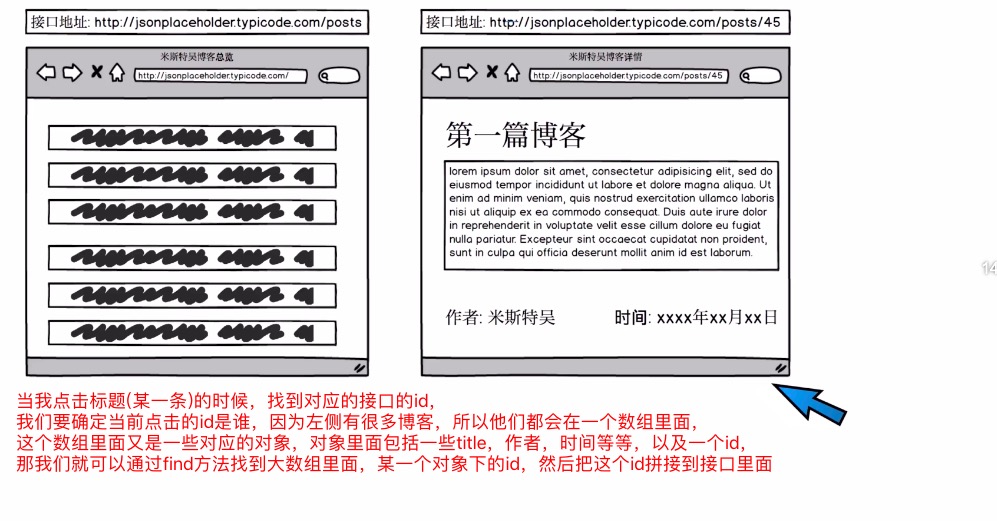 接口地址: http://jsonplaceholder.typicode.com/posts
米斯特吴博客总览
http://jsonplaceholder.typicode.com/
接口地址: http://jsonplaceholder.typicode.com/posts/45
米斯特吴博客详情
http://jsonplaceholder.typicode.com/posts/45
第一篇博客
lorem ipsum dolor sit amet, consectetur adipisicing elit, sed do
eiusmod tempor incididunt ut labore et dolore magna aliqua. Ut
enim ad minim veniam, quis nostrud exercitation ullamco laboris
nisi ut aliquip ex ea commodo consequat. Duis aute irure dolor
in reprehenderit in voluptate velit esse cillum dolore eu fugiat
nulla pariatur. Excepteur sint occaecat cupidatat non proident,
sunt in culpa qui officia deserunt mollit anim id est laborum.
作者: 米斯特吴
时间: xxxx年xx月xx日
当我点击标题(某一条)的时候，找到对应的接口的id，
我们要确定当前点击的id是谁，因为左侧有很多博客，所以他们都会在一个数组里面，
这个数组里面又是一些对应的对象，对象里面包括一些title，作者，时间等等，以及一个id，
那我们就可以通过find方法找到大数组里面，某一个对象下的id，然后把这个id拼接到接口里面